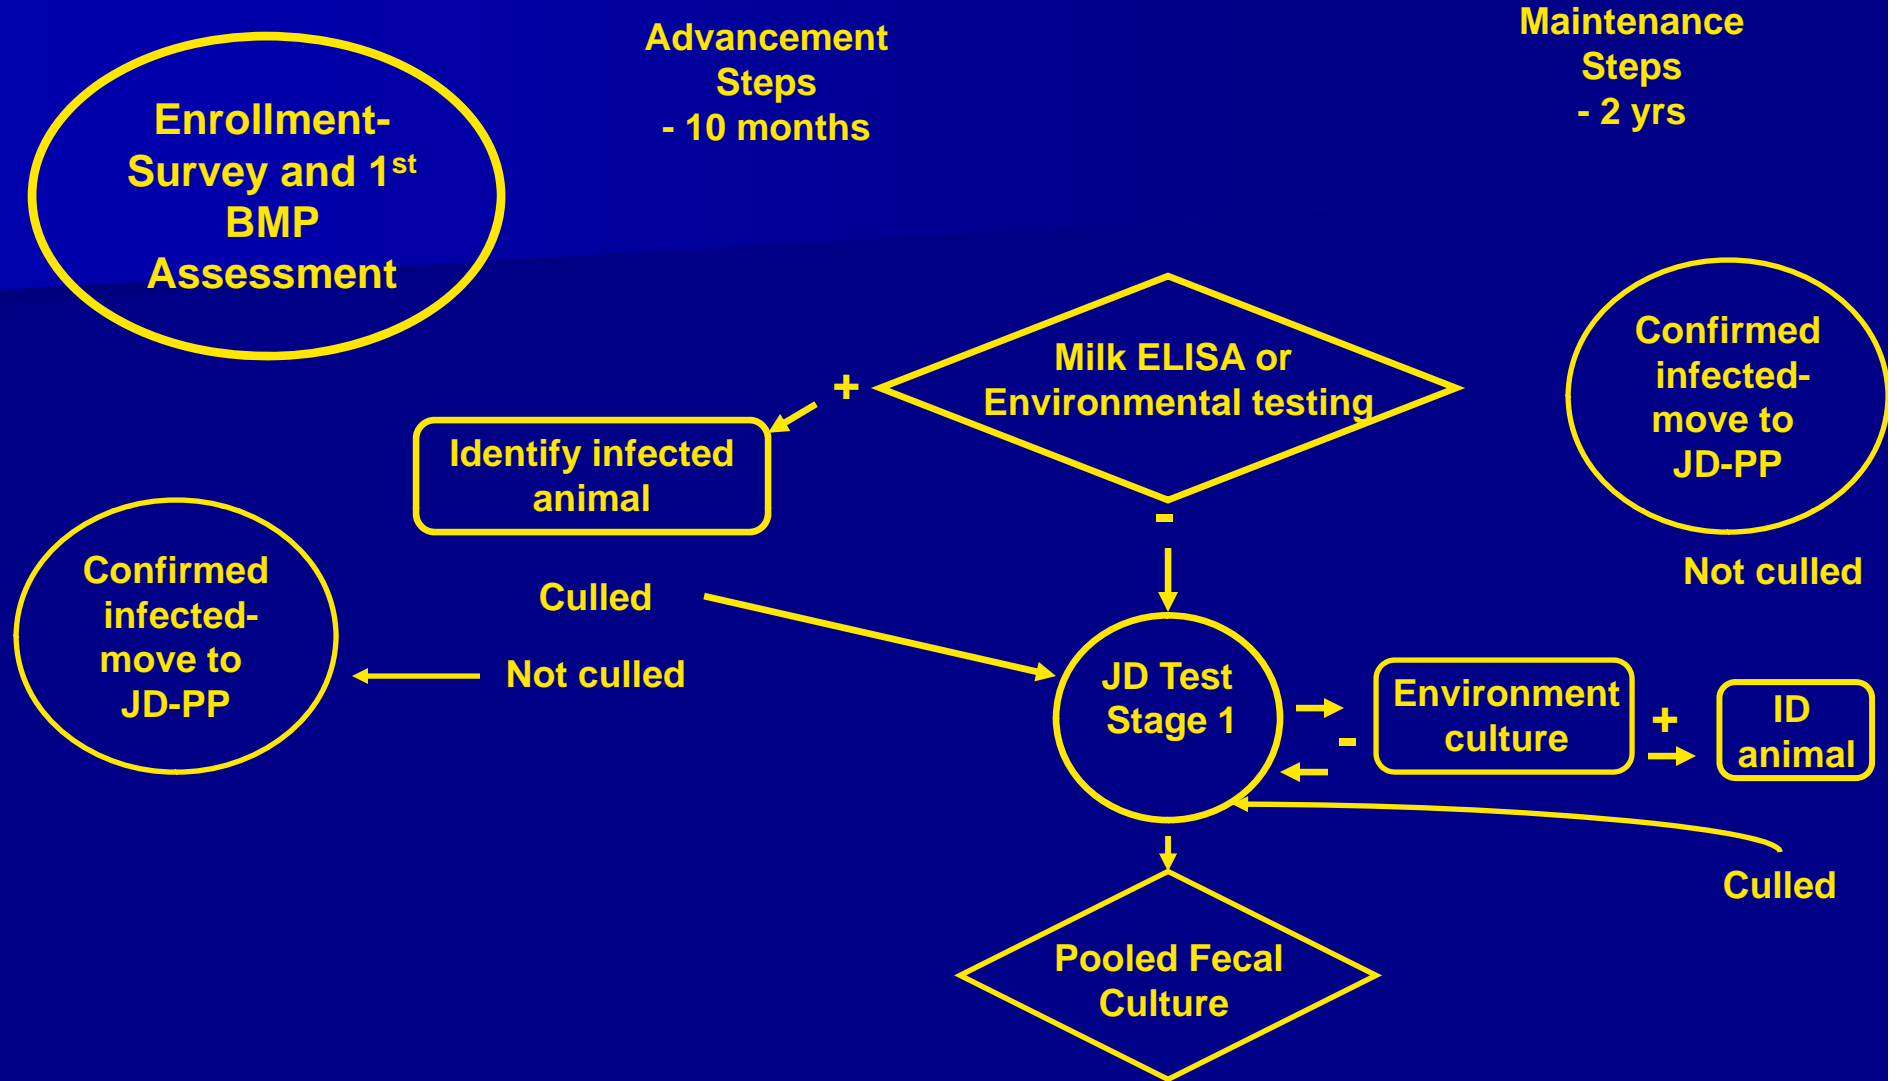 Advancement
Steps
- 10 months
Maintenance
Steps
- 2 yrs
Enrollment-
Survey and 1st
BMP
Assessment
Milk ELISA or
Environmental testing
+
-
Identify infected
animal
Confirmed
infected-
move to
JD-PP
Not culled
Culled
Not culled
Confirmed
infected-
move to
JD-PP
JD Test
Stage 1
-
Environment
culture
+
ID
animal
Culled
Pooled Fecal
Culture